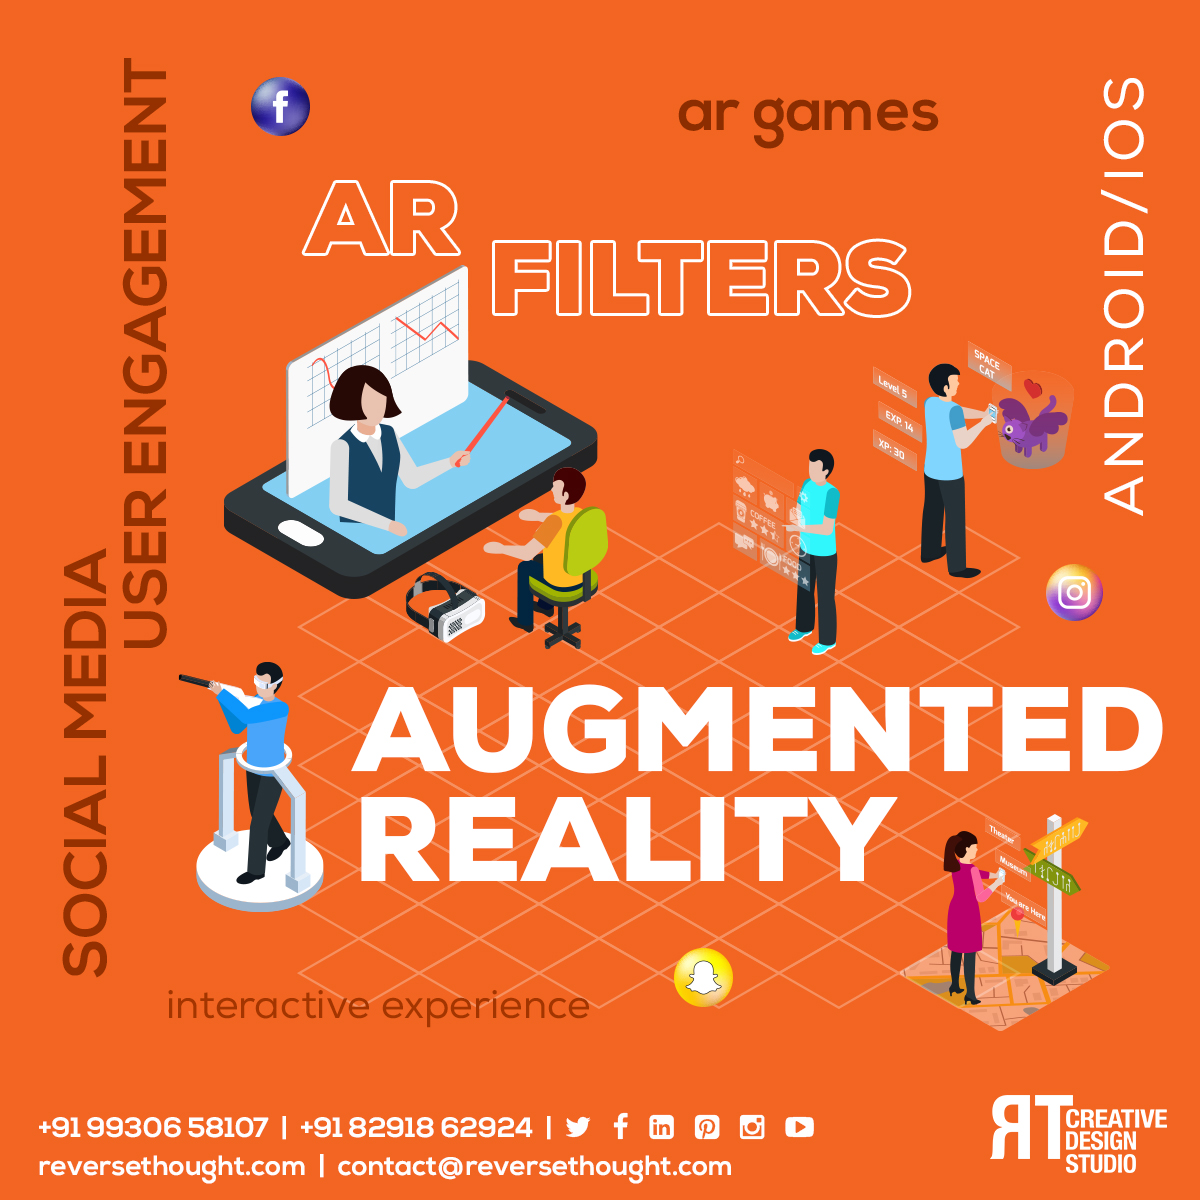 USER ENGAGEMENT
SOCIAL MEDIA
ar games
ANDROID/IOS
AR
FILTERS
SPACE
CAT
Level 5
EXP. 14
XP: 30
COFFEE
FOOD
AUGMENTED
REALITY
Theater
Museum
You are Here
interactive experience
+91 99306 58107 | +91 82918 62924 |
reversethought.com | contact@reversethought.com
RT CREATIVE
DESIGN
STUDIO